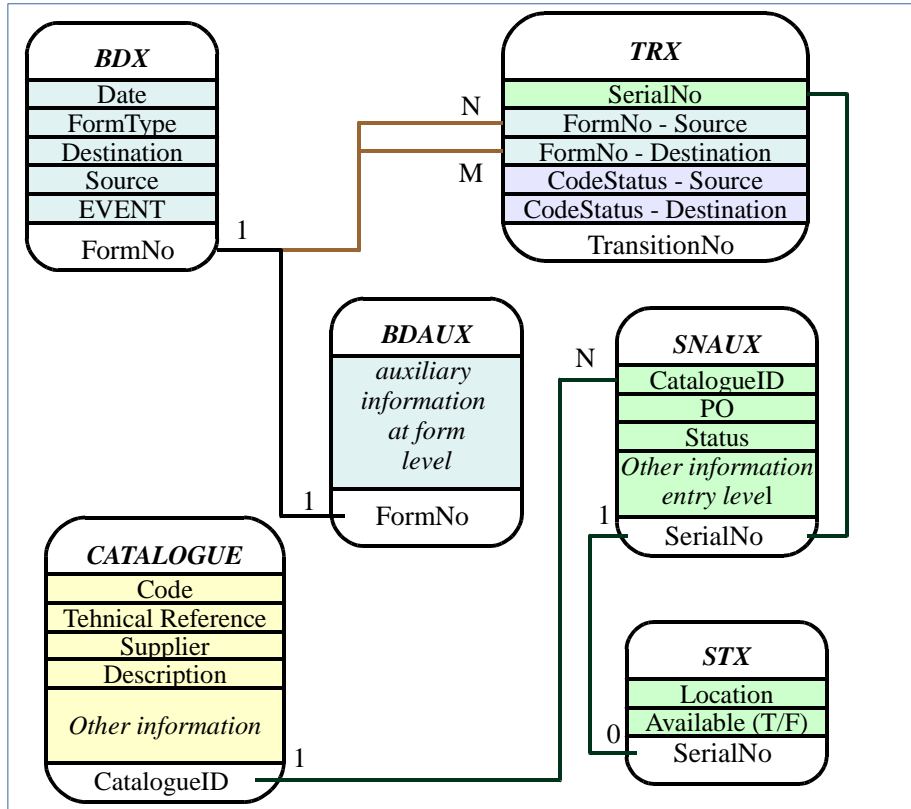 BDX
Date
FormType
Destination
Source
EVENT
FormNo
1
N
M
TRX
SerialNo
FormNo - Source
FormNo - Destination
CodeStatus - Source
CodeStatus - Destination
TransitionNo
BDAUX
auxiliary
information
at form
level
FormNo
1
N
SNAUX
CatalogueID
PO
Status
Other information
entry level
SerialNo
1
CATALOGUE
Code
Tehnical Reference
Supplier
Description
Other information
CatalogueID
1
STX
Location
Available (T/F)
SerialNo
0